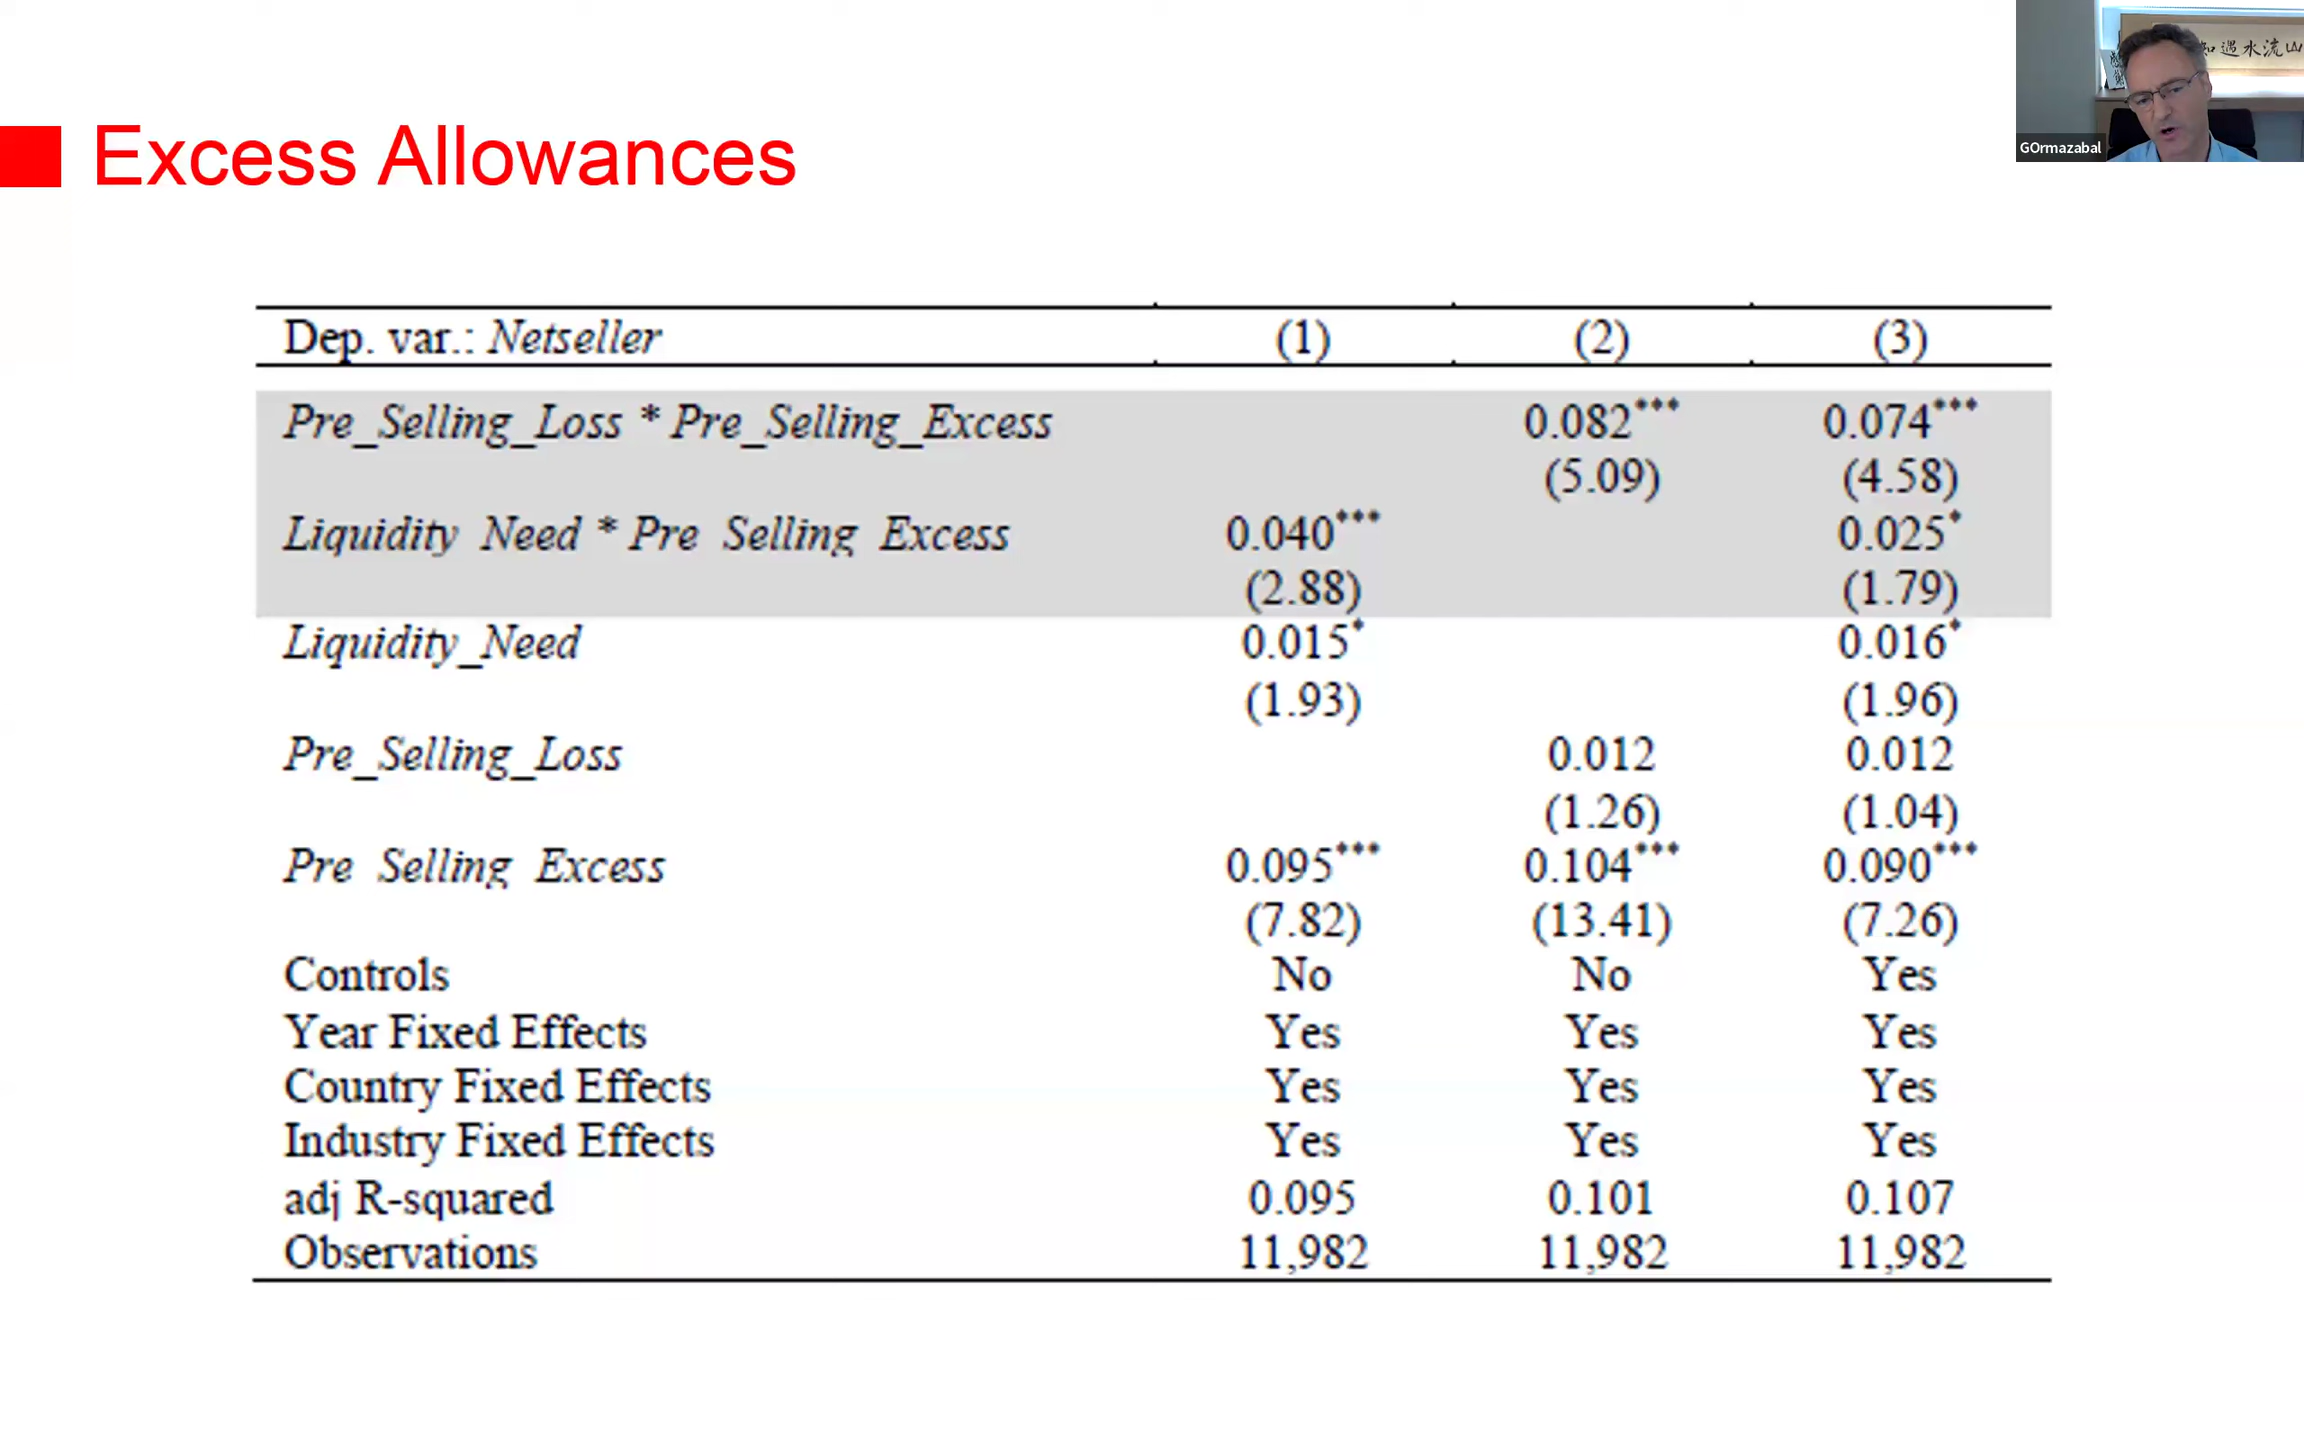 Excess Allowances
GOrmazabal
知遇水流山
Dep. var.: Netseller (1) (2) (3)
Pre_Selling_Loss * Pre_Selling_Excess 0.082*** 0.074***
(5.09) (4.58)
Liquidity_Need * Pre_Selling_Excess 0.040*** 0.025*
(2.88) (1.79)
Liquidity_Need 0.015* 0.016*
(1.93) (1.96)
Pre_Selling_Loss 0.012 0.012
(1.26) (1.04)
Pre_Selling_Excess 0.095*** 0.104*** 0.090***
(7.82) (13.41) (7.26)
Controls No No Yes
Year Fixed Effects Yes Yes Yes
Country Fixed Effects Yes Yes Yes
Industry Fixed Effects Yes Yes Yes
adj R-squared 0.095 0.101 0.107
Observations 11,982 11,982 11,982